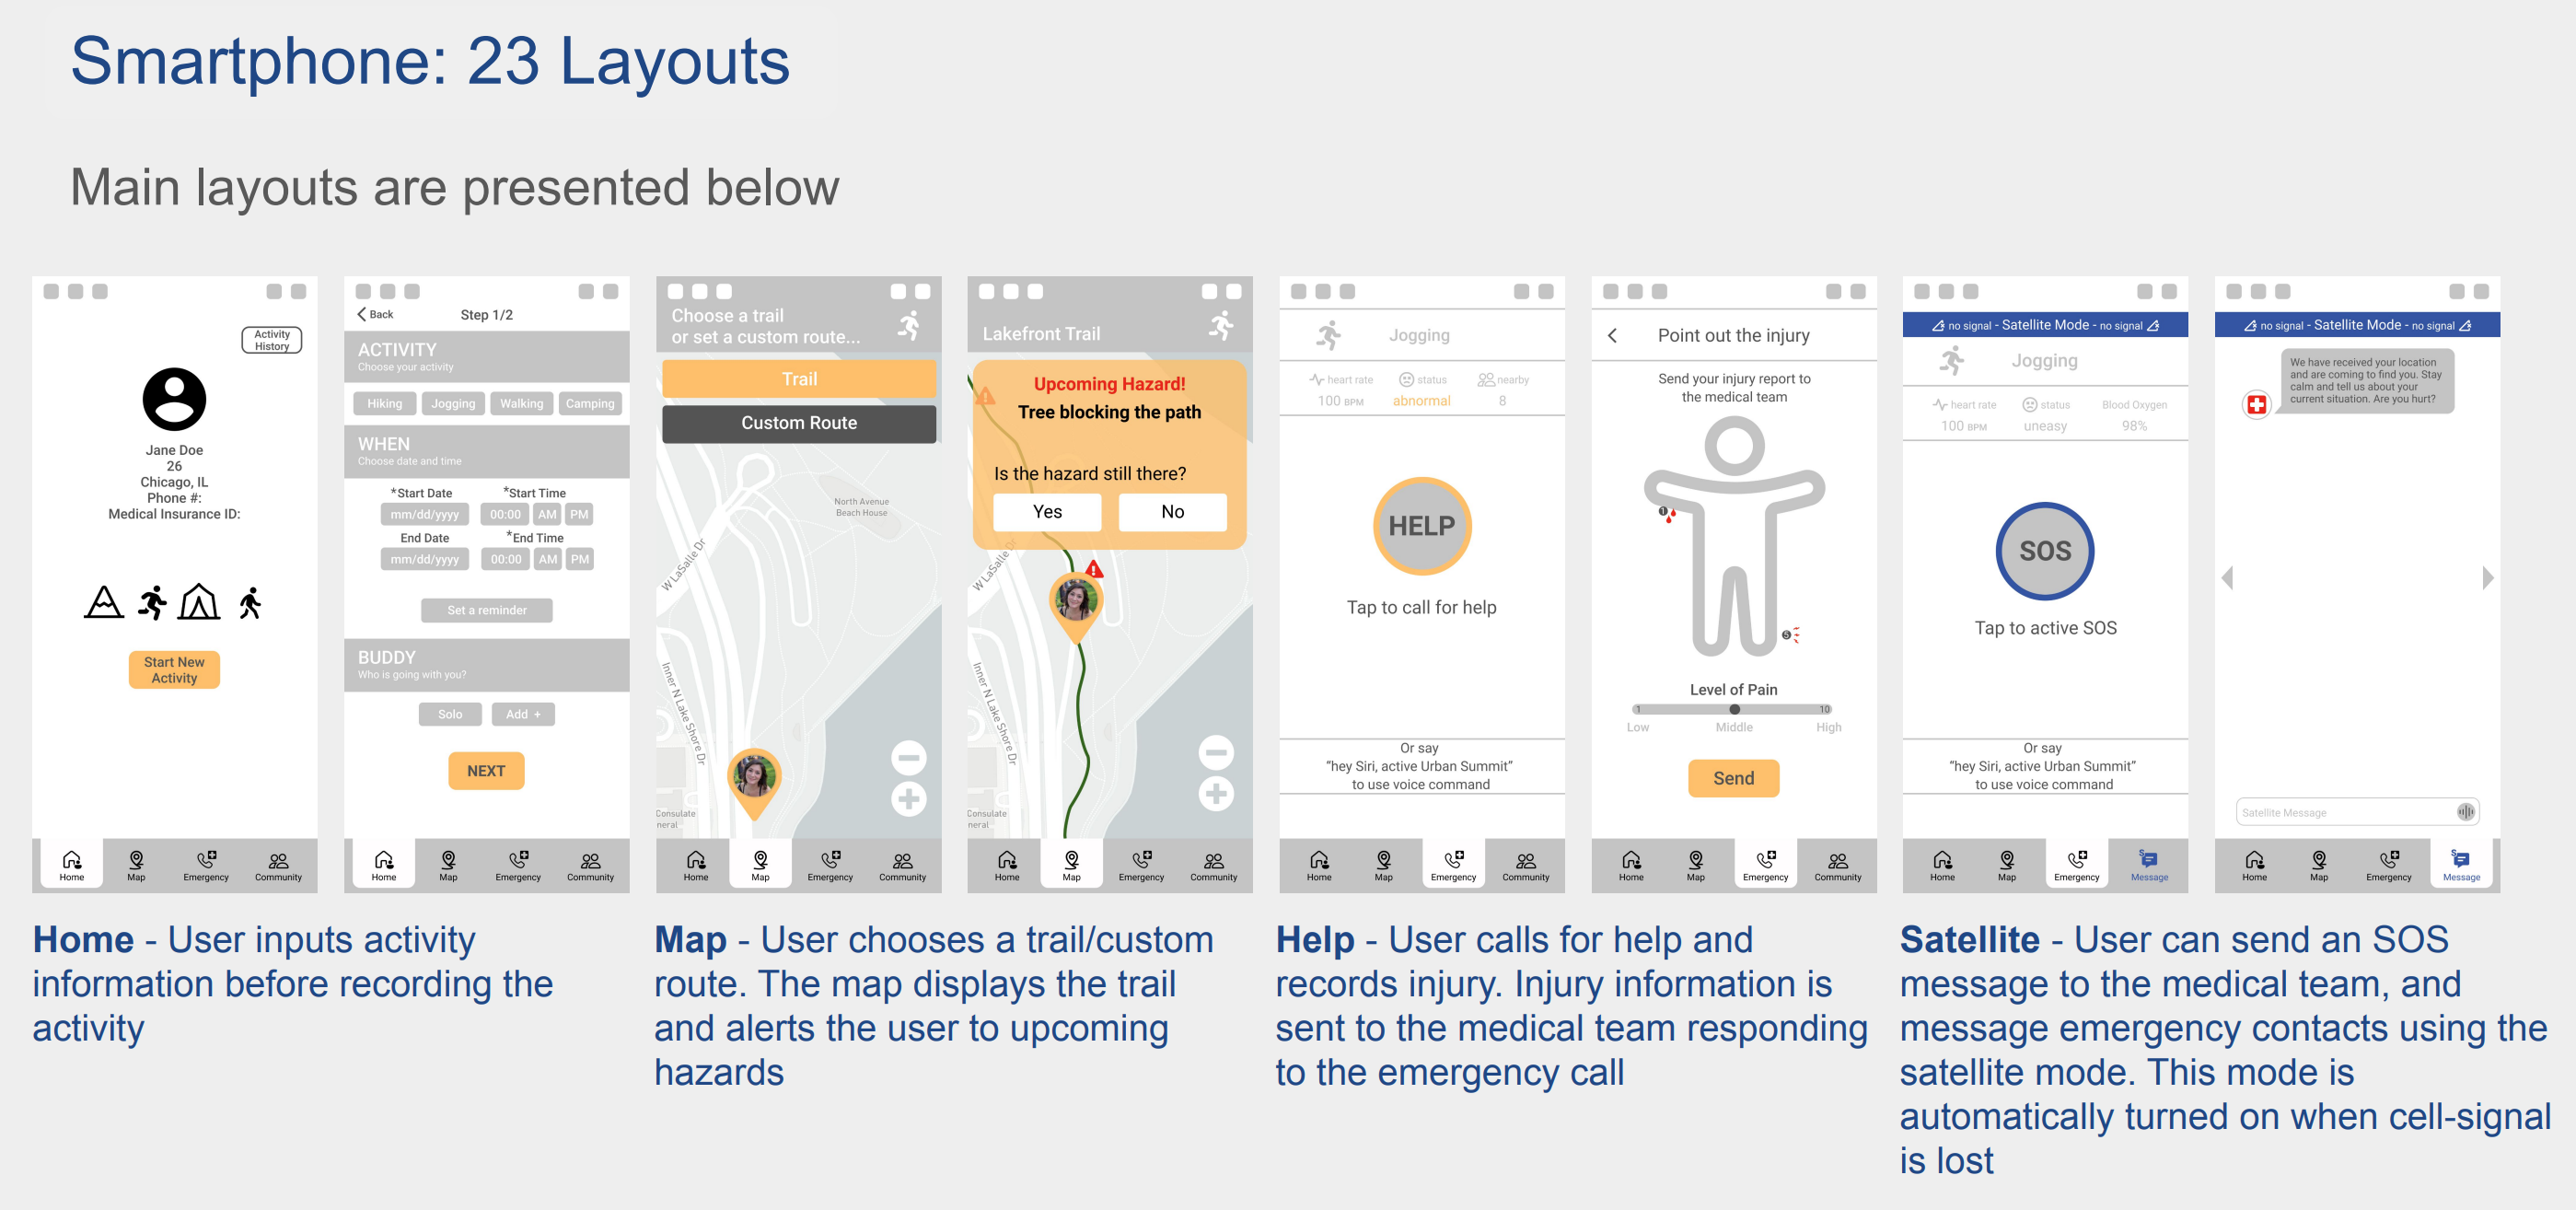 Smartphone: 23 Layouts
Main layouts are presented below
Activity
History
Jane Doe
26
Chicago, IL
Phone #:
Medical Insurance ID:
Start New
Activity
Home
Map
Emergency
Community
Back
Step 1/2
ACTIVITY
Choose your activity
Hiking
Jogging
Walking
Camping
WHEN
Choose date and time
*Start Date
*Start Time
mm/dd/yyyy
00:00
AM
PM
End Date
*End Time
mm/dd/yyyy
00:00
AM
PM
Set a reminder
BUDDY
Who is going with you?
Solo
Add +
NEXT
Home
Map
Emergency
Community
Choose a trail
or set a custom route...
Trail
Custom Route
North Avenue
Beach House
W LaSalle Dr
Inner N Lake Shore Dr
Consulate
neral
Home
Map
Emergency
Community
Lakefront Trail
Upcoming Hazard!
Tree blocking the path
Is the hazard still there?
Yes
No
W LaSalle Dr
Inner N Lake Shore Dr
Consulate
neral
Home
Map
Emergency
Community
Jogging
heart rate
status
nearby
100 BPM
abnormal
8
HELP
Tap to call for help
Or say
“hey Siri, active Urban Summit”
to use voice command
Home
Map
Emergency
Community
Point out the injury
Send your injury report to
the medical team
1
5
Level of Pain
1
10
Low
Middle
High
Send
Home
Map
Emergency
Community
no signal - Satellite Mode - no signal
Jogging
heart rate
status
Blood Oxygen
100 BPM
uneasy
98%
SOS
Tap to active SOS
Or say
“hey Siri, active Urban Summit”
to use voice command
Home
Map
Emergency
S
Message
no signal - Satellite Mode - no signal
We have received your location
and are coming to find you. Stay
calm and tell us about your
current situation. Are you hurt?
Satellite Message
Home
Map
Emergency
S
Message
Home - User inputs activity
information before recording the
activity
Map - User chooses a trail/custom
route. The map displays the trail
and alerts the user to upcoming
hazards
Help - User calls for help and
records injury. Injury information is
sent to the medical team responding
to the emergency call
Satellite - User can send an SOS
message to the medical team, and
message emergency contacts using the
satellite mode. This mode is
automatically turned on when cell-signal
is lost